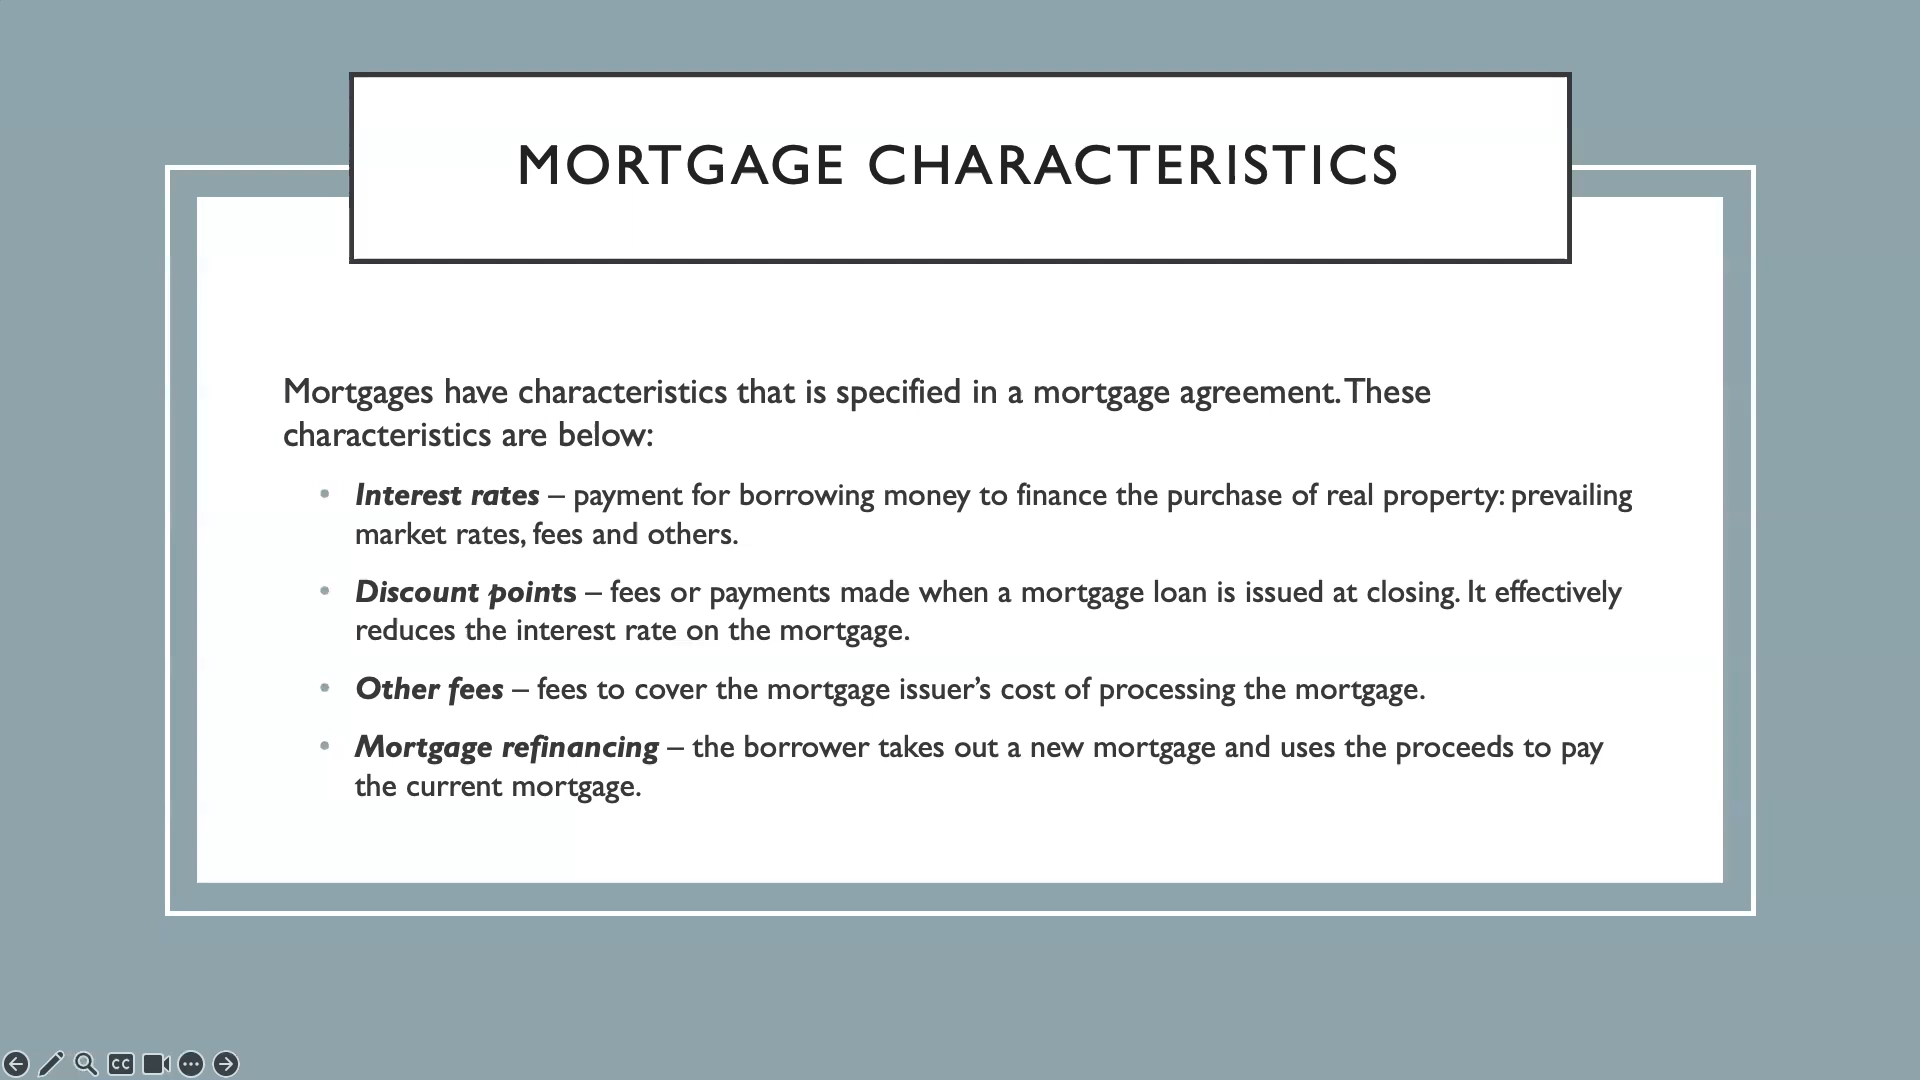 MORTGAGE CHARACTERISTICS
Mortgages have characteristics that is specified in a mortgage agreement. These
characteristics are below:
• Interest rates – payment for borrowing money to finance the purchase of real property: prevailing
market rates, fees and others.
• Discount points – fees or payments made when a mortgage loan is issued at closing. It effectively
reduces the interest rate on the mortgage.
• Other fees – fees to cover the mortgage issuer’s cost of processing the mortgage.
• Mortgage refinancing – the borrower takes out a new mortgage and uses the proceeds to pay
the current mortgage.
CC